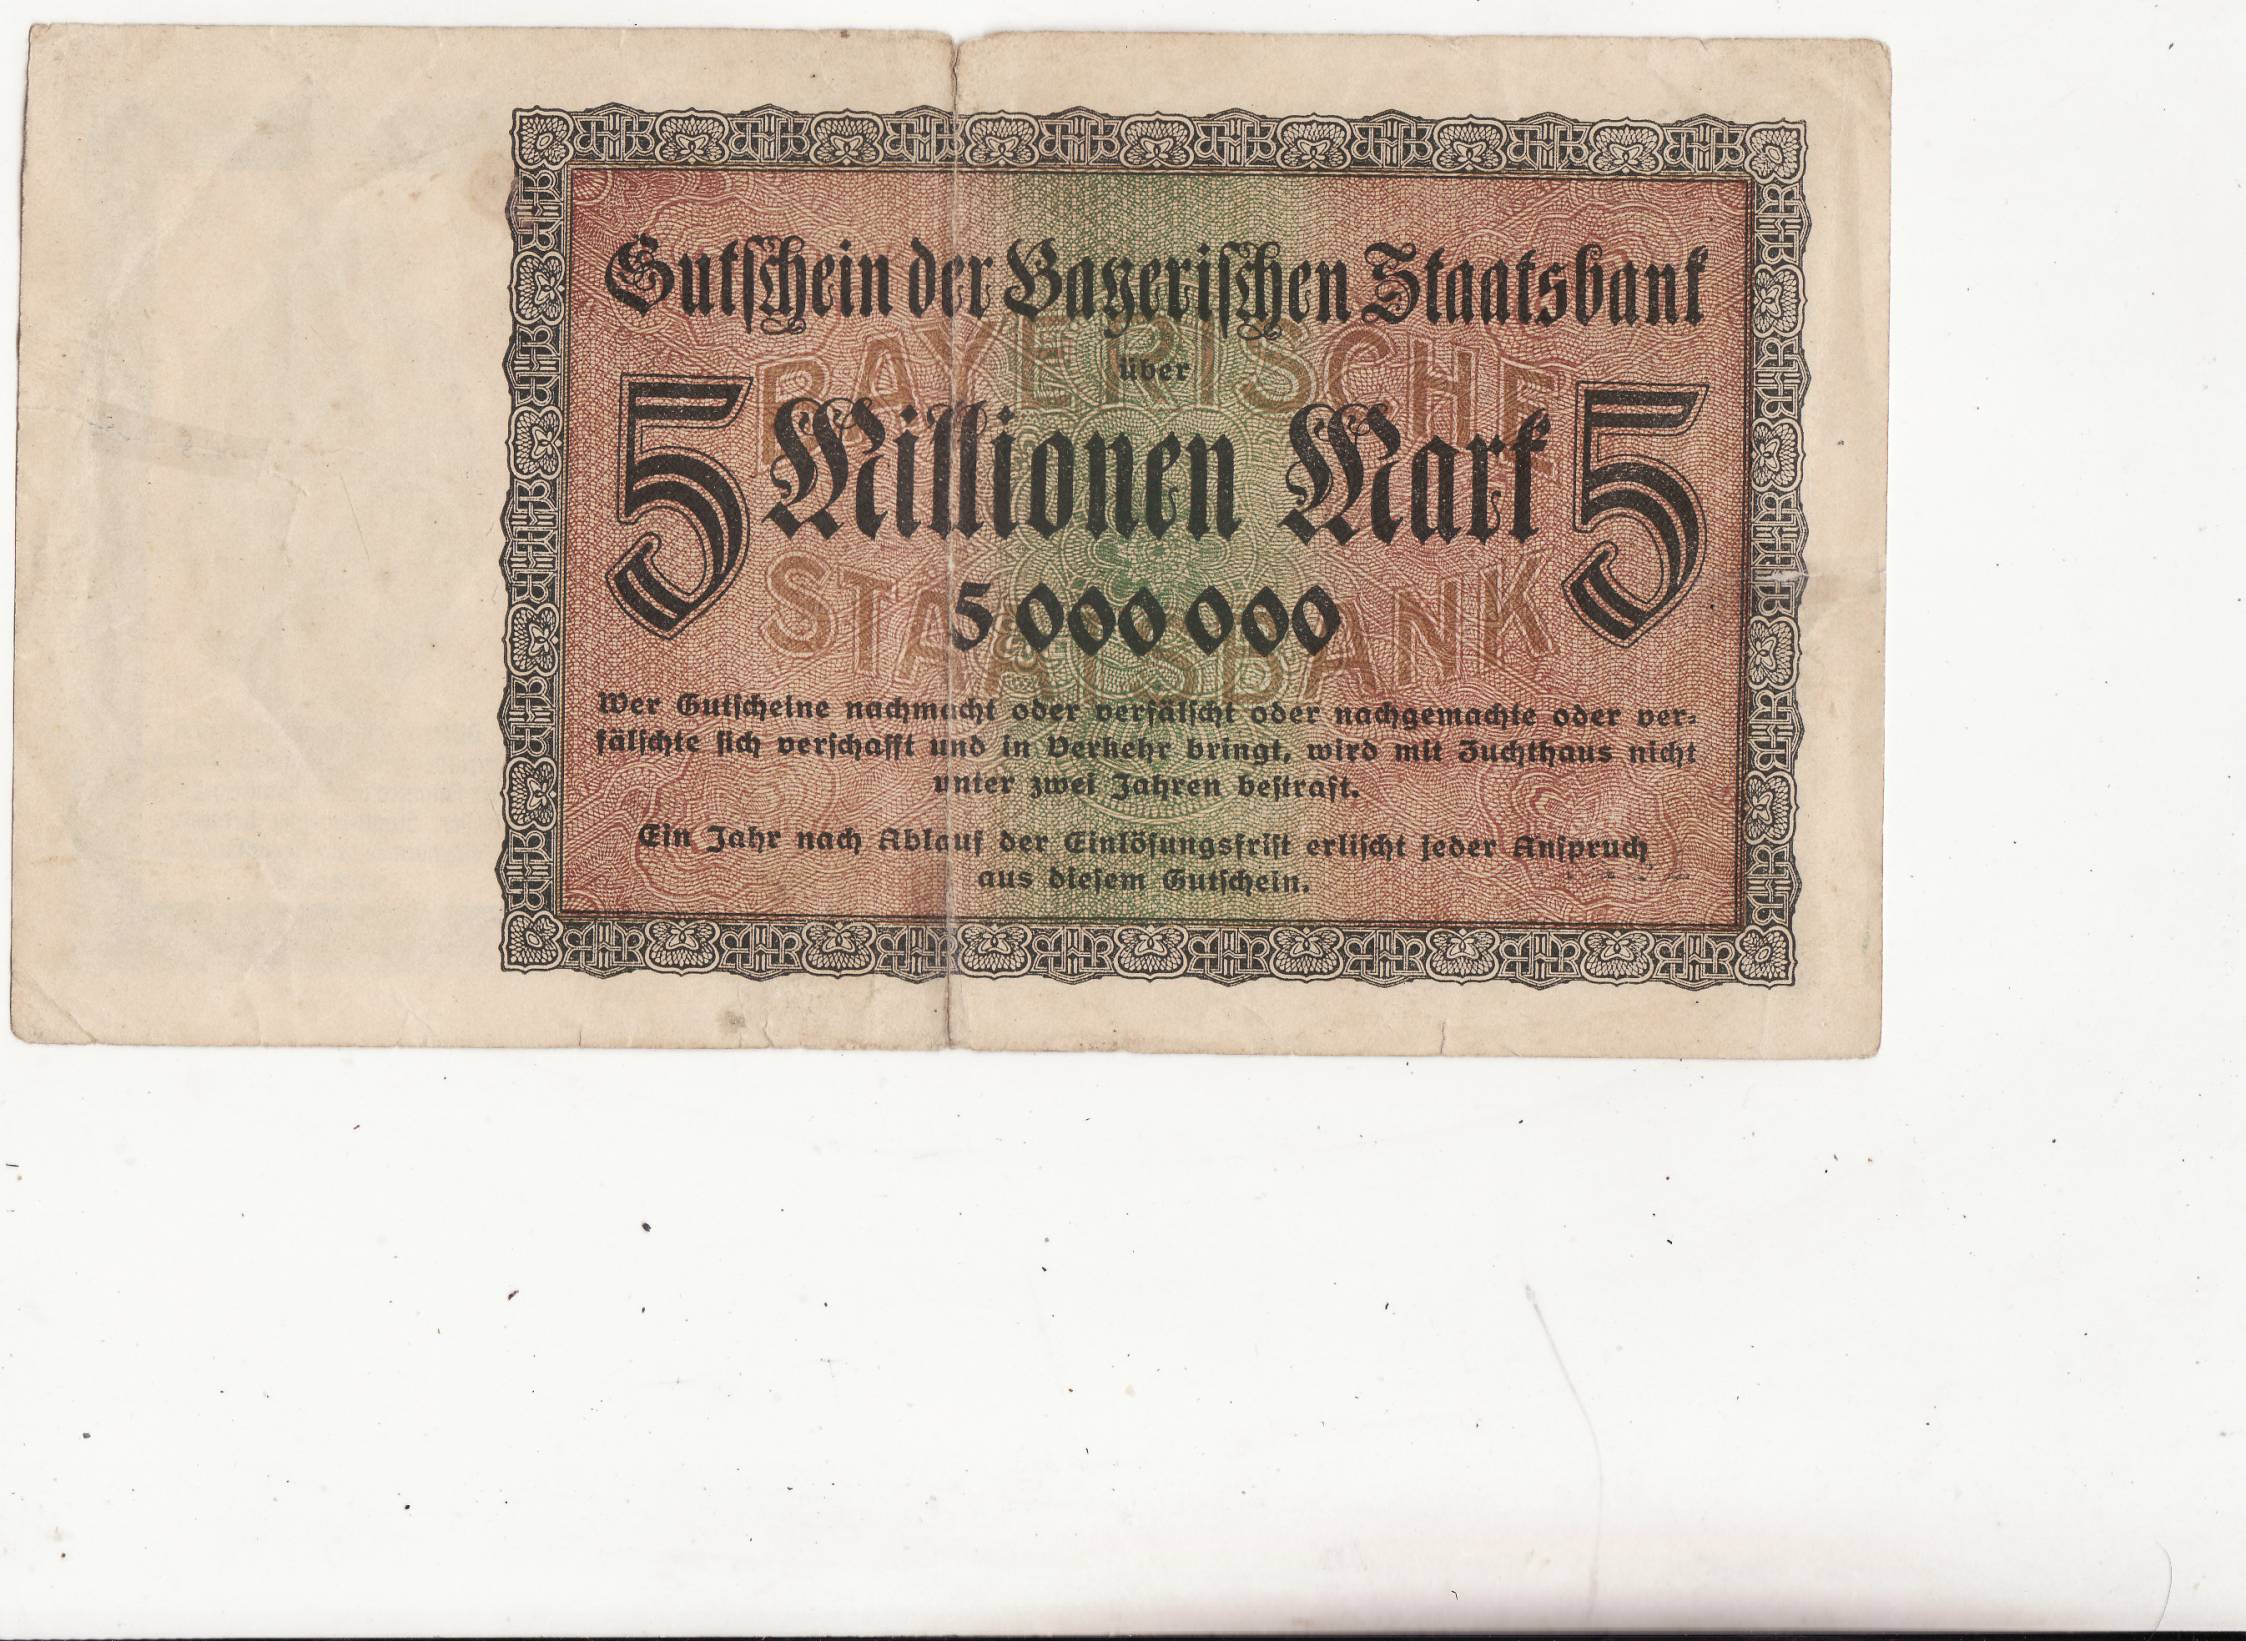 Gutschein der Bayerischen Staatsbank
über
BAYERISCHE
5 Millionen Mark 5
STAATSBANK
5 000 000
Wer Gutscheine nachmacht oder verfälscht oder nachgemachte oder ver-
fälschte sich verschafft und in Verkehr bringt, wird mit Zuchthaus nicht
unter zwei Jahren bestraft.
Ein Jahr nach Ablauf der Einlösungsfrist erlischt jeder Anspruch
aus diesem Gutschein.